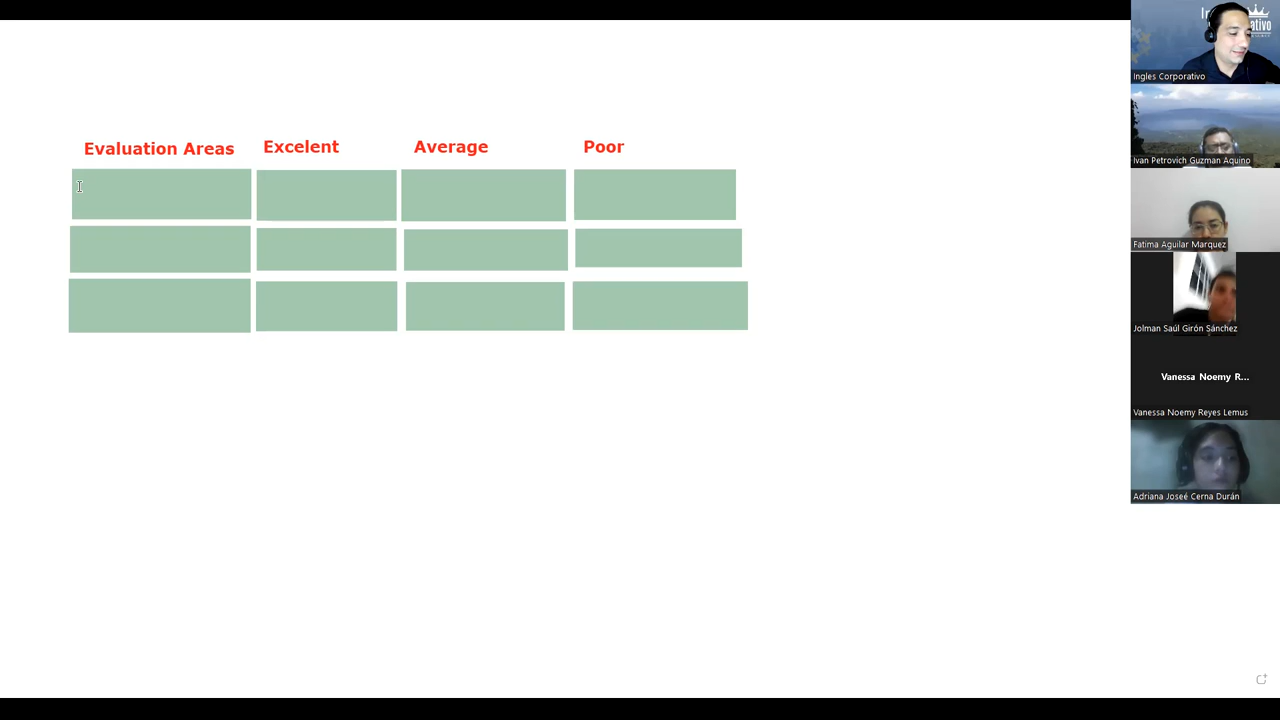 Evaluation Areas Excelent Average Poor
Ingles Corporativo
Ivan Petrovich Guzman Aquino
Fatima Aguilar Marquez
Jolman Saúl Girón Sánchez
Vanessa Noemy R...
Vanessa Noemy Reyes Lemus
Adriana Joseé Cerna Durán